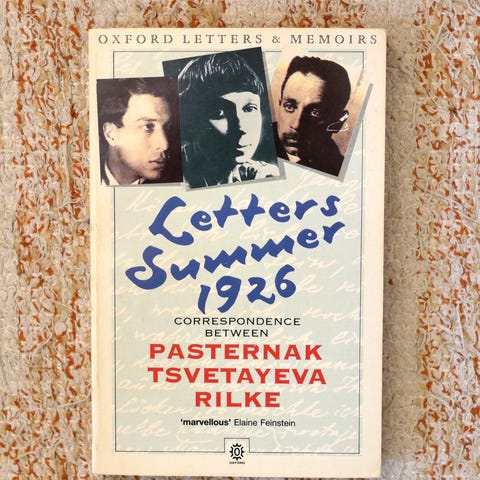 OXFORD LETTERS & MEMOIRS
Letters
Summer
1926
CORRESPONDENCE
BETWEEN
PASTERNAK
TSVETAYEVA
RILKE
'marvellous' Elaine Feinstein
OXFORD